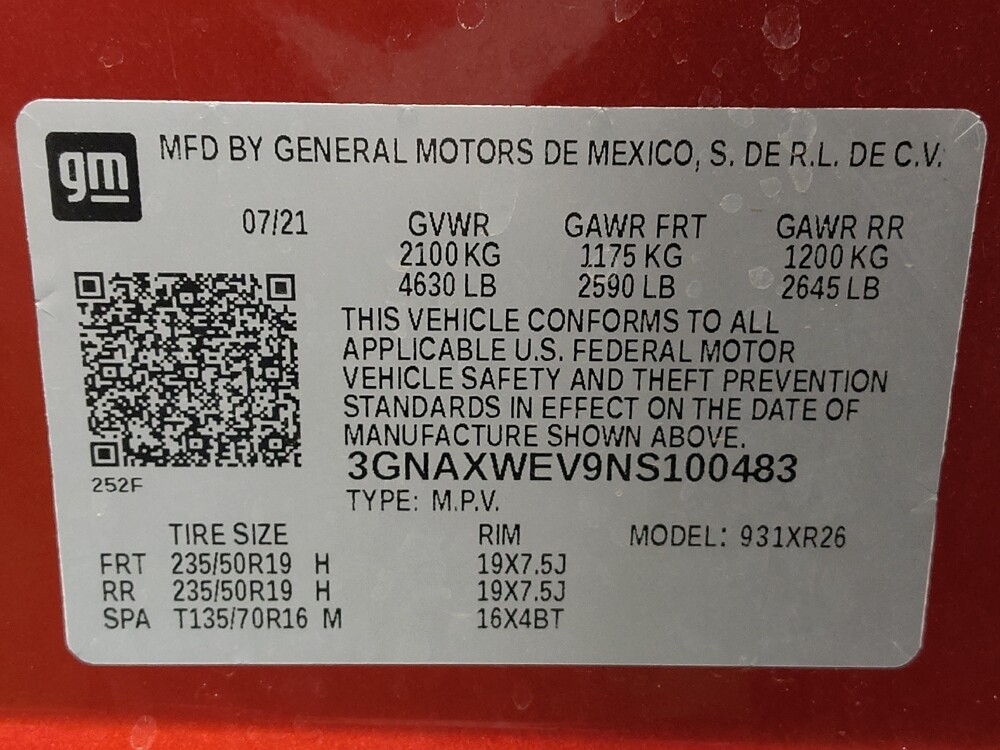 gm MFD BY GENERAL MOTORS DE MEXICO, S. DE R.L. DE C.V.
07/21 GVWR GAWR FRT GAWR RR
2100 KG 1175 KG 1200 KG
4630 LB 2590 LB 2645 LB
THIS VEHICLE CONFORMS TO ALL
APPLICABLE U.S. FEDERAL MOTOR
VEHICLE SAFETY AND THEFT PREVENTION
STANDARDS IN EFFECT ON THE DATE OF
MANUFACTURE SHOWN ABOVE.
3GNAXWEV9NS100483
252F
TYPE: M.P.V.
TIRE SIZE RIM MODEL: 931XR26
FRT 235/50R19 H 19X7.5J
RR 235/50R19 H 19X7.5J
SPA T135/70R16 M 16X4BT